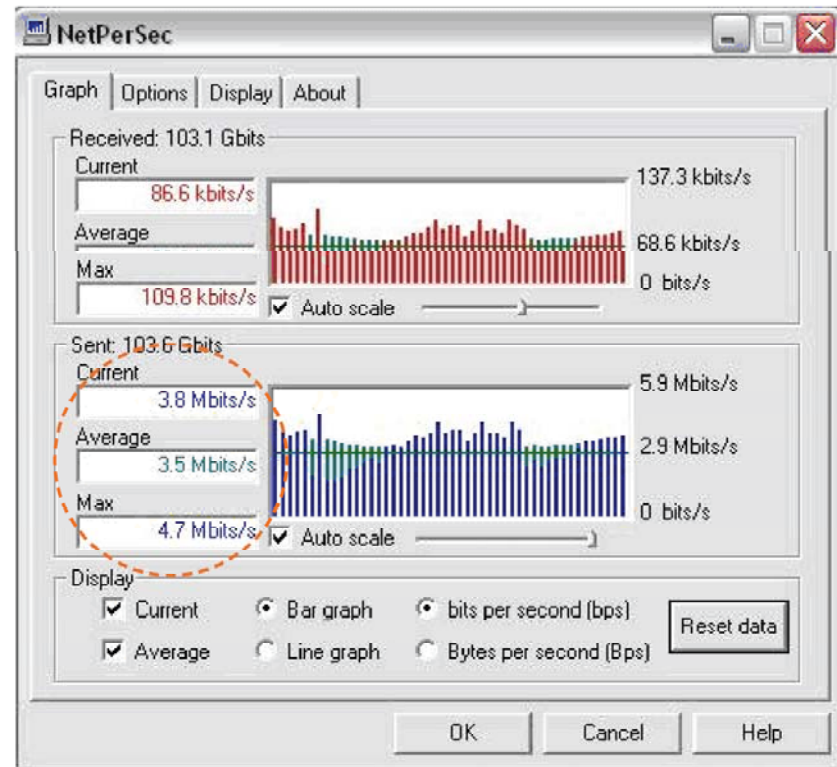 NetPerSec
Graph Options Display About
Received: 103.1 Gbits
Current
86.6 kbits/s
Average
Max
109.8 kbits/s
137.3 kbits/s
68.6 kbits/s
0 bits/s
Auto scale
Sent: 103.6 Gbits
Current
3.8 Mbits/s
Average
3.5 Mbits/s
Max
4.7 Mbits/s
5.9 Mbits/s
2.9 Mbits/s
0 bits/s
Auto scale
Display
Current Bar graph bits per second (bps)
Average Line graph Bytes per second (Bps)
Reset data
OK Cancel Help